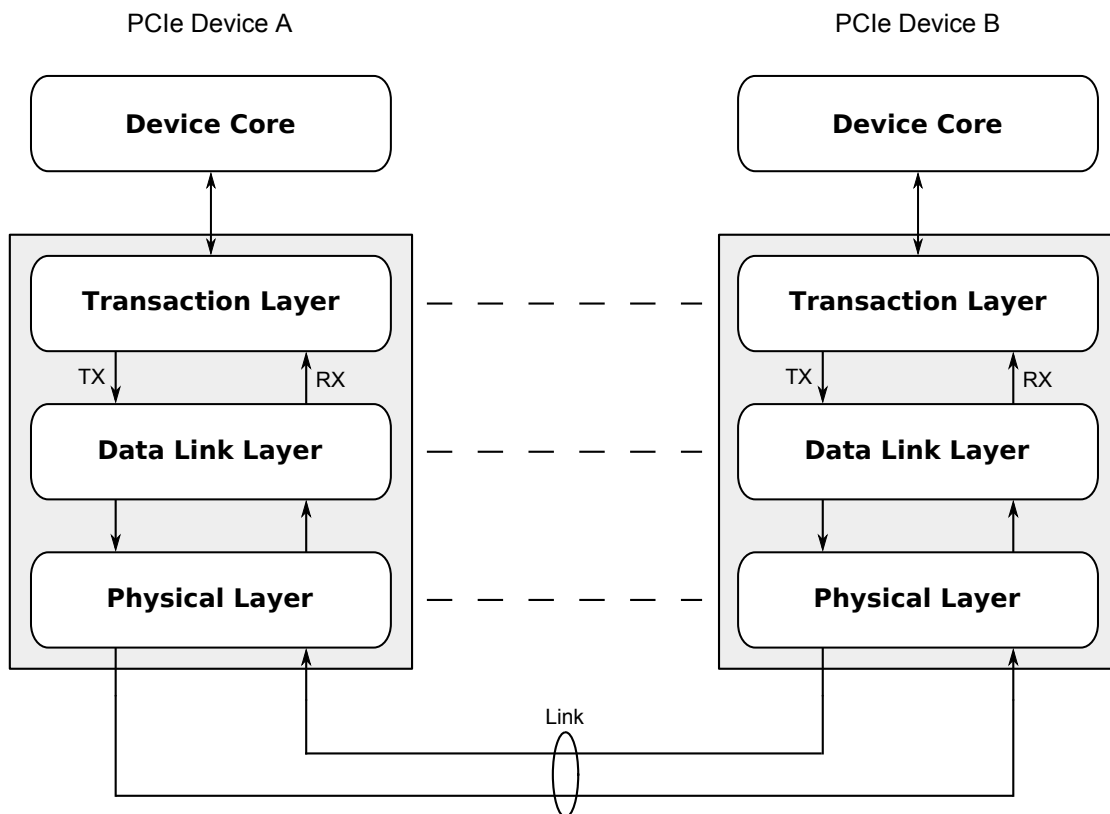 PCIe Device A
PCIe Device B
Device Core
Device Core
Transaction Layer
Transaction Layer
TX
RX
TX
RX
Data Link Layer
Data Link Layer
Physical Layer
Physical Layer
Link